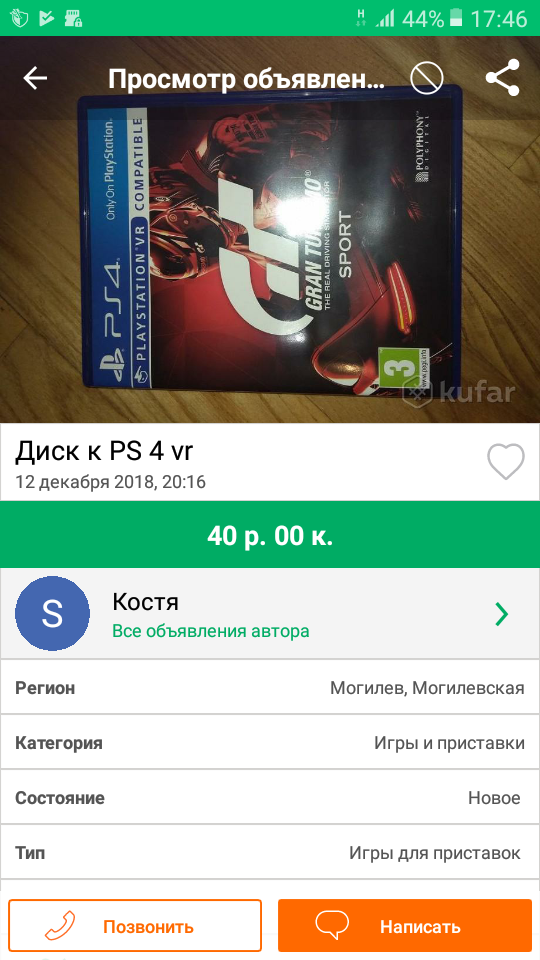 44% 17:46
Просмотр объявлен...
Only On PlayStation.
PS4
PLAYSTATION®VR COMPATIBLE
GT
GRAN TURISMO®
THE REAL DRIVING SIMULATOR
SPORT
POLYPHONY
DIGITAL
3
www.pegi.info
kufar
Диск к PS 4 vr
12 декабря 2018, 20:16
40 р. 00 к.
S
Костя
Все объявления автора
Регион Могилев, Могилевская
Категория Игры и приставки
Состояние Новое
Тип Игры для приставок
Позвонить Написать